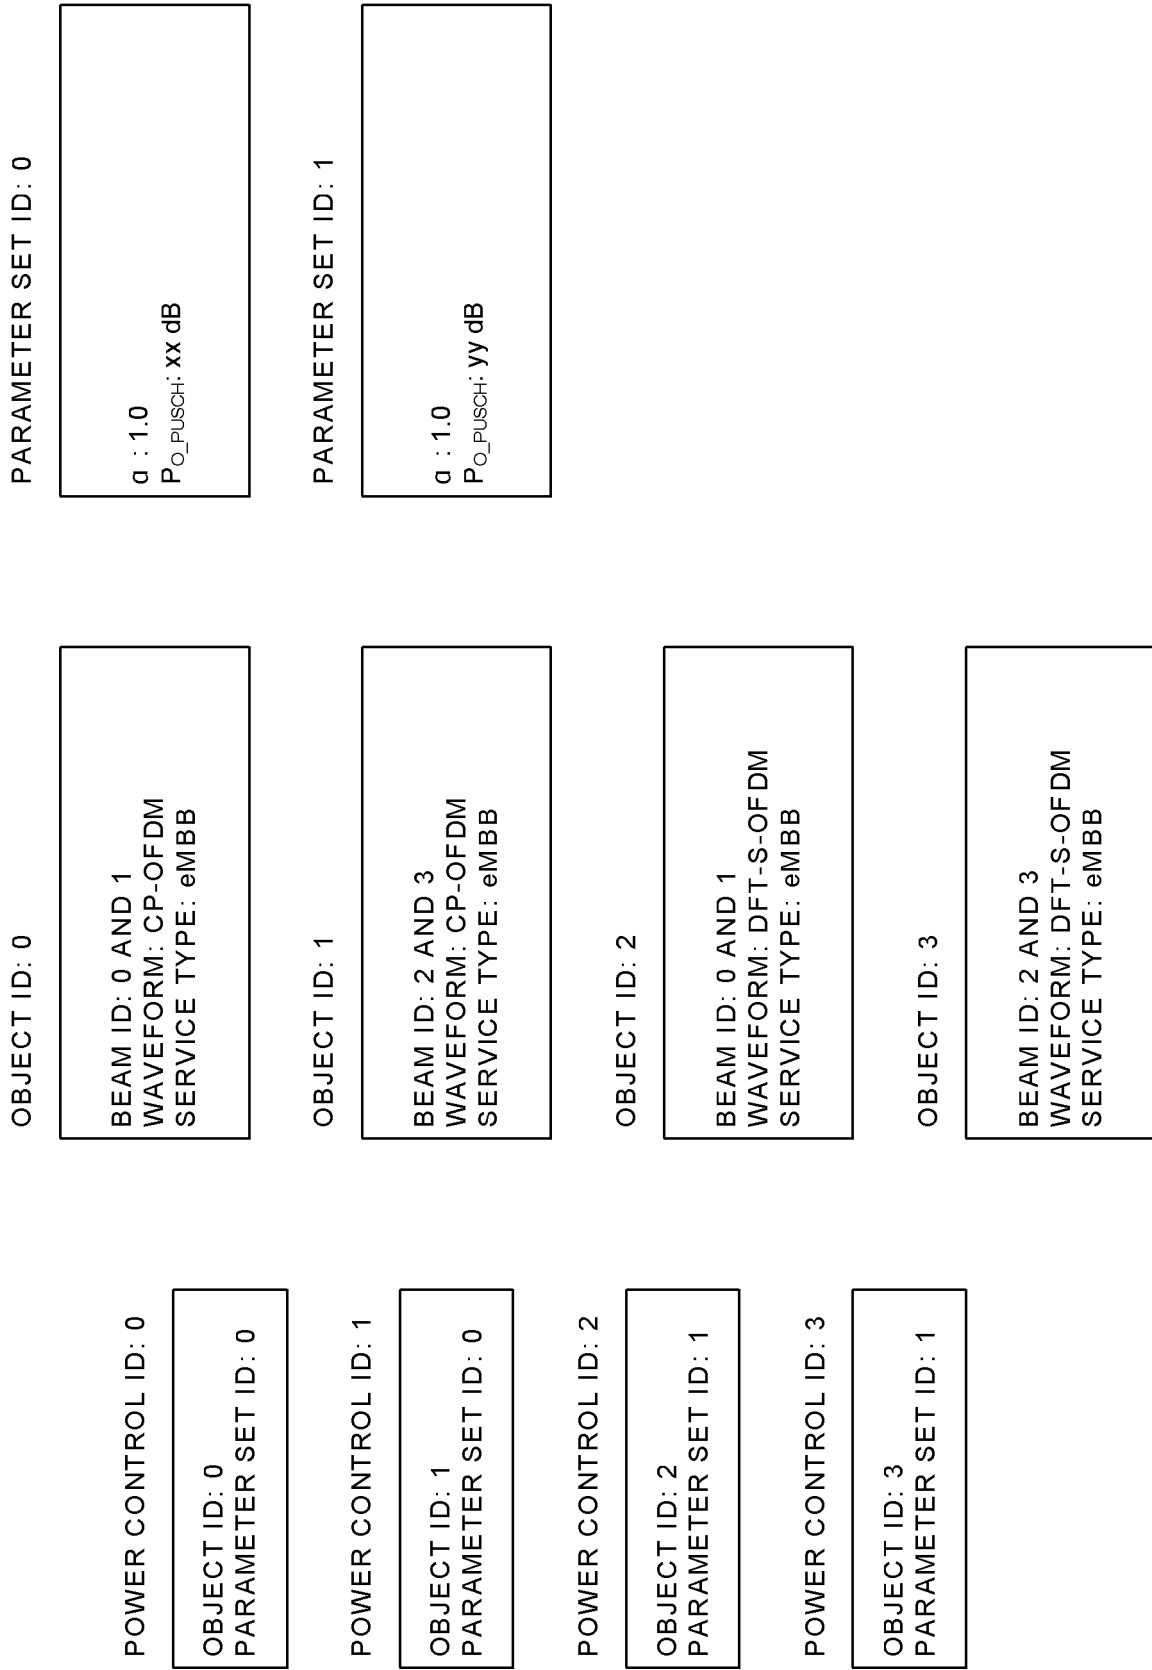 POWER CONTROL ID: 0
OBJECT ID: 0
PARAMETER SET ID: 0
POWER CONTROL ID: 1
OBJECT ID: 1
PARAMETER SET ID: 0
POWER CONTROL ID: 2
OBJECT ID: 2
PARAMETER SET ID: 1
POWER CONTROL ID: 3
OBJECT ID: 3
PARAMETER SET ID: 1
OBJECT ID: 0
BEAM ID: 0 AND 1
WAVEFORM: CP-OFDM
SERVICE TYPE: eMBB
OBJECT ID: 1
BEAM ID: 2 AND 3
WAVEFORM: CP-OFDM
SERVICE TYPE: eMBB
OBJECT ID: 2
BEAM ID: 0 AND 1
WAVEFORM: DFT-S-OFDM
SERVICE TYPE: eMBB
OBJECT ID: 3
BEAM ID: 2 AND 3
WAVEFORM: DFT-S-OFDM
SERVICE TYPE: eMBB
PARAMETER SET ID: 0
α : 1.0
PO_PUSCH: xx dB
PARAMETER SET ID: 1
α : 1.0
PO_PUSCH: yy dB